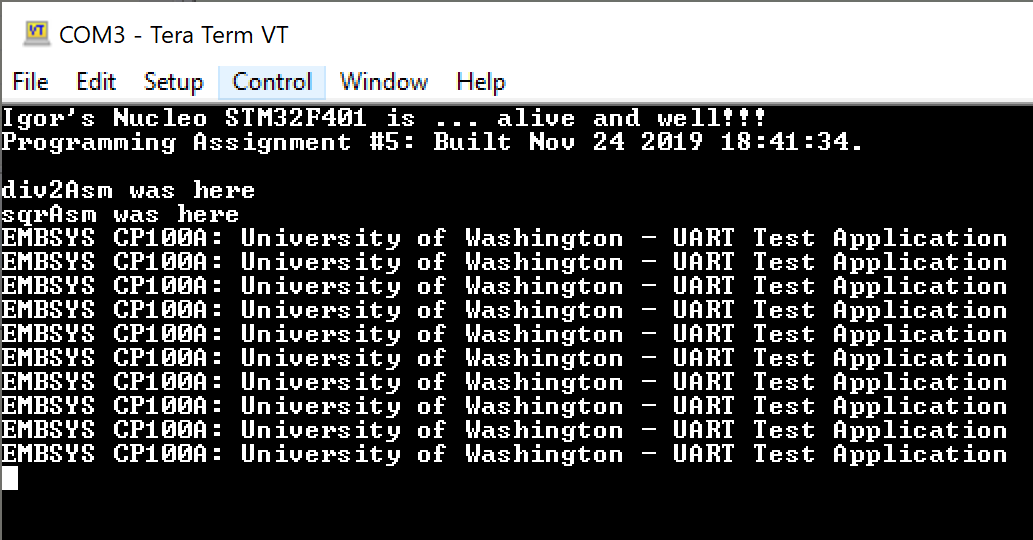 COM3 - Tera Term VT
File Edit Setup Control Window Help
Igor's Nucleo STM32F401 is ... alive and well!!!
Programming Assignment #5: Built Nov 24 2019 18:41:34.
div2Asm was here
sqrAsm was here
EMBSYS CP100A: University of Washington - UART Test Application
EMBSYS CP100A: University of Washington - UART Test Application
EMBSYS CP100A: University of Washington - UART Test Application
EMBSYS CP100A: University of Washington - UART Test Application
EMBSYS CP100A: University of Washington - UART Test Application
EMBSYS CP100A: University of Washington - UART Test Application
EMBSYS CP100A: University of Washington - UART Test Application
EMBSYS CP100A: University of Washington - UART Test Application
EMBSYS CP100A: University of Washington - UART Test Application
EMBSYS CP100A: University of Washington - UART Test Application